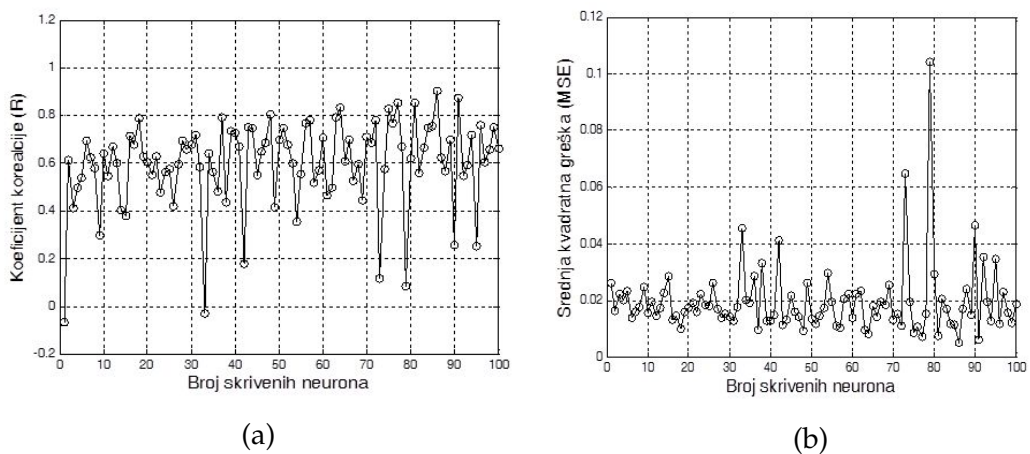 1.2
1
0.8
0.6
0.4
0.2
0
-0.2
Koeficijent korealcije (R)
0 10 20 30 40 50 60 70 80 90 100
Broj skrivenih neurona
(a)
0.12
0.1
0.08
0.06
0.04
0.02
0
Srednja kvadratna greška (MSE)
0 10 20 30 40 50 60 70 80 90 100
Broj skrivenih neurona
(b)